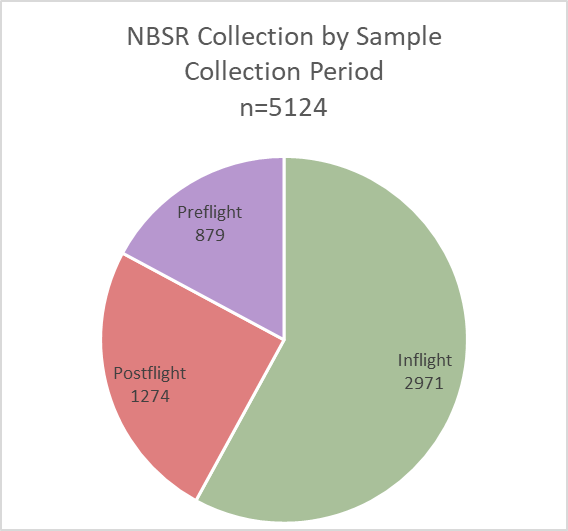 NBSR Collection by Sample
Collection Period
n=5124
Preflight
879
Inflight
2971
Postflight
1274